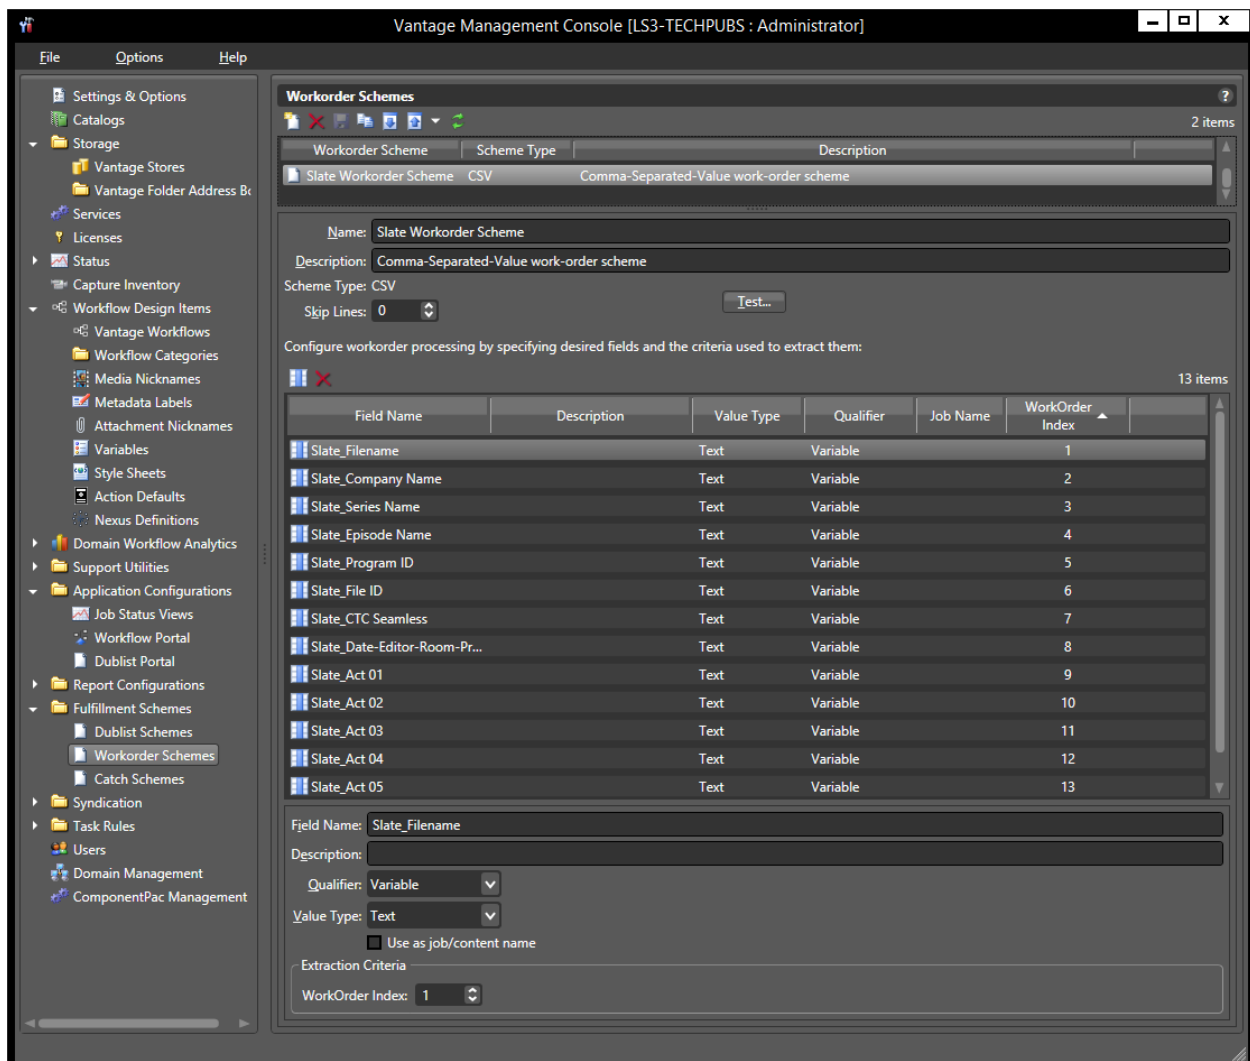 Vantage Management Console [LS3-TECHPUBS : Administrator]
File Options Help
Settings & Options
Catalogs
Storage
Vantage Stores
Vantage Folder Address Bo
Services
Licenses
Status
Capture Inventory
Workflow Design Items
Vantage Workflows
Workflow Categories
Media Nicknames
Metadata Labels
Attachment Nicknames
Variables
Style Sheets
Action Defaults
Nexus Definitions
Domain Workflow Analytics
Support Utilities
Application Configurations
Job Status Views
Workflow Portal
Dublist Portal
Report Configurations
Fulfillment Schemes
Dublist Schemes
Workorder Schemes
Catch Schemes
Syndication
Task Rules
Users
Domain Management
ComponentPac Management
Workorder Schemes ?
2 items
Workorder Scheme Scheme Type Description
Slate Workorder Scheme CSV Comma-Separated-Value work-order scheme
Name: Slate Workorder Scheme
Description: Comma-Separated-Value work-order scheme
Scheme Type: CSV
Skip Lines: 0 Test...
Configure workorder processing by specifying desired fields and the criteria used to extract them:
13 items
Field Name Description Value Type Qualifier Job Name WorkOrder Index
Slate_Filename Text Variable 1
Slate_Company Name Text Variable 2
Slate_Series Name Text Variable 3
Slate_Episode Name Text Variable 4
Slate_Program ID Text Variable 5
Slate_File ID Text Variable 6
Slate_CTC Seamless Text Variable 7
Slate_Date-Editor-Room-Pr... Text Variable 8
Slate_Act 01 Text Variable 9
Slate_Act 02 Text Variable 10
Slate_Act 03 Text Variable 11
Slate_Act 04 Text Variable 12
Slate_Act 05 Text Variable 13
Field Name: Slate_Filename
Description:
Qualifier: Variable
Value Type: Text
Use as job/content name
Extraction Criteria
WorkOrder Index: 1